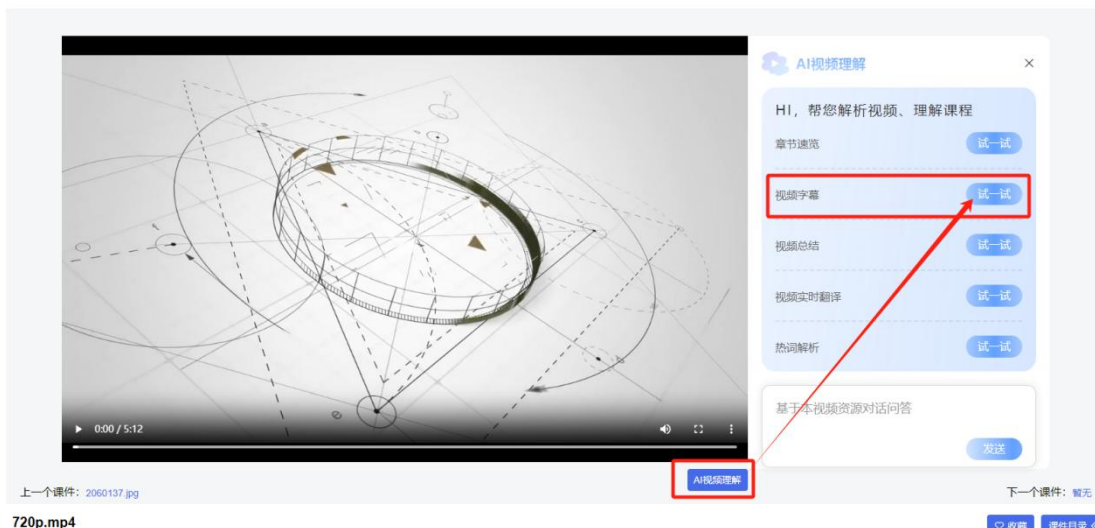 AI视频理解
HI，帮您解析视频、理解课程
章节速览 试一试
视频字幕 试一试
视频总结 试一试
视频实时翻译 试一试
热词解析 试一试
基于本视频资源对话问答
发送
0:00 / 5:12
AI视频理解
上一个课件：2060137.jpg
下一个课件：暂无
720p.mp4
收藏 课件目录